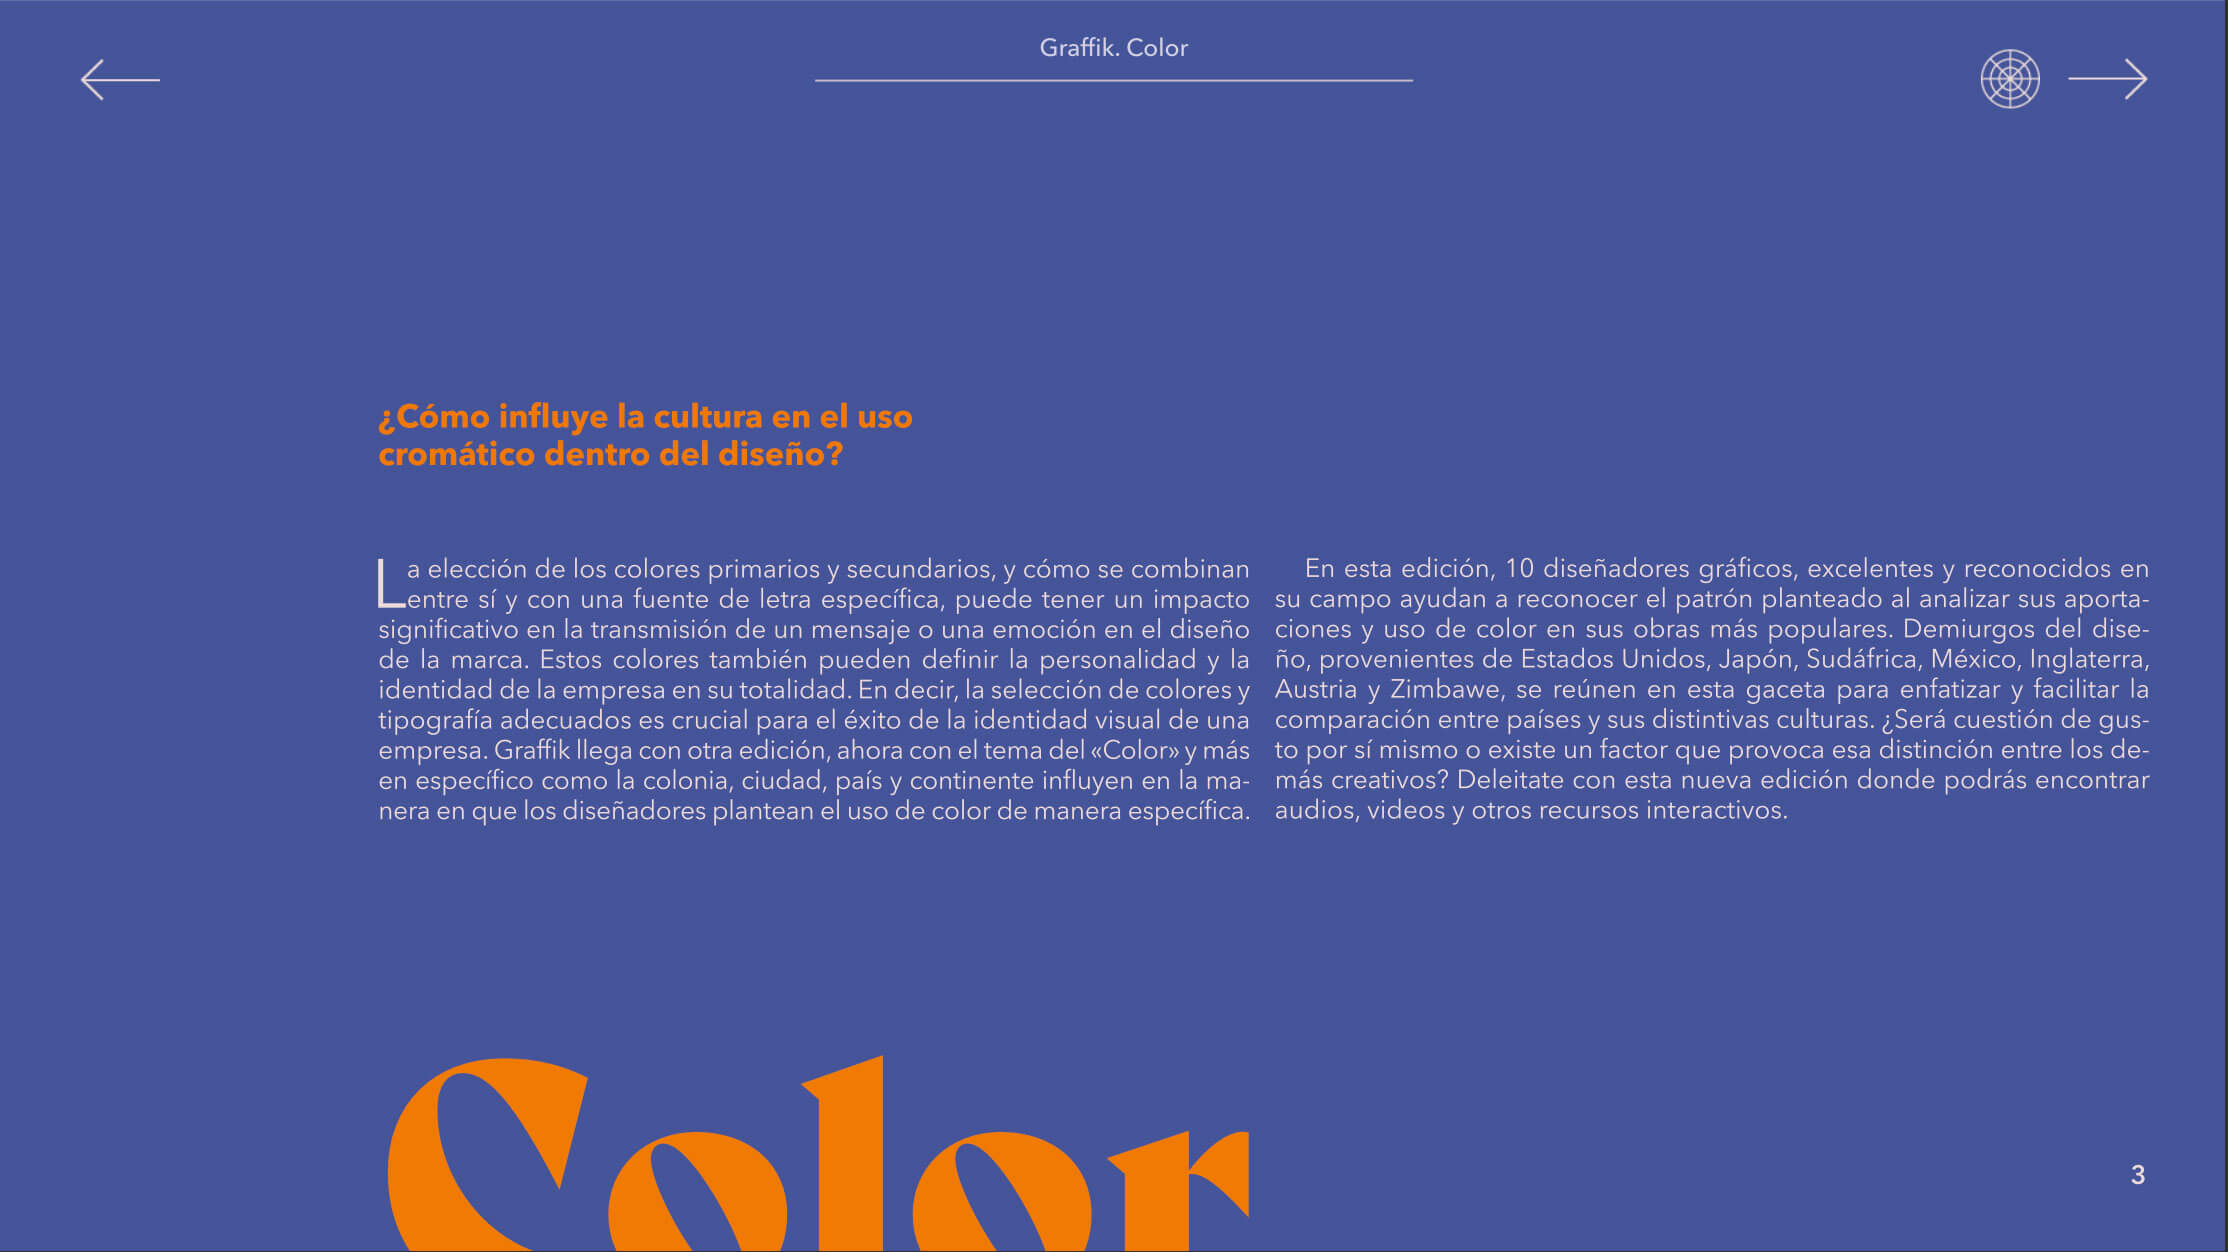 Graffik. Color
¿Cómo influye la cultura en el uso
cromático dentro del diseño?
La elección de los colores primarios y secundarios, y cómo se combinan
entre sí y con una fuente de letra específica, puede tener un impacto
significativo en la transmisión de un mensaje o una emoción en el diseño
de la marca. Estos colores también pueden definir la personalidad y la
identidad de la empresa en su totalidad. En decir, la selección de colores y
tipografía adecuados es crucial para el éxito de la identidad visual de una
empresa. Graffik llega con otra edición, ahora con el tema del «Color» y más
en específico como la colonia, ciudad, país y continente influyen en la ma-
nera en que los diseñadores plantean el uso de color de manera específica.
En esta edición, 10 diseñadores gráficos, excelentes y reconocidos en
su campo ayudan a reconocer el patrón planteado al analizar sus aporta-
ciones y uso de color en sus obras más populares. Demiurgos del dise-
ño, provenientes de Estados Unidos, Japón, Sudáfrica, México, Inglaterra,
Austria y Zimbawe, se reúnen en esta gaceta para enfatizar y facilitar la
comparación entre países y sus distintivas culturas. ¿Será cuestión de gus-
to por sí mismo o existe un factor que provoca esa distinción entre los de-
más creativos? Deleitate con esta nueva edición donde podrás encontrar
audios, videos y otros recursos interactivos.
Color
3